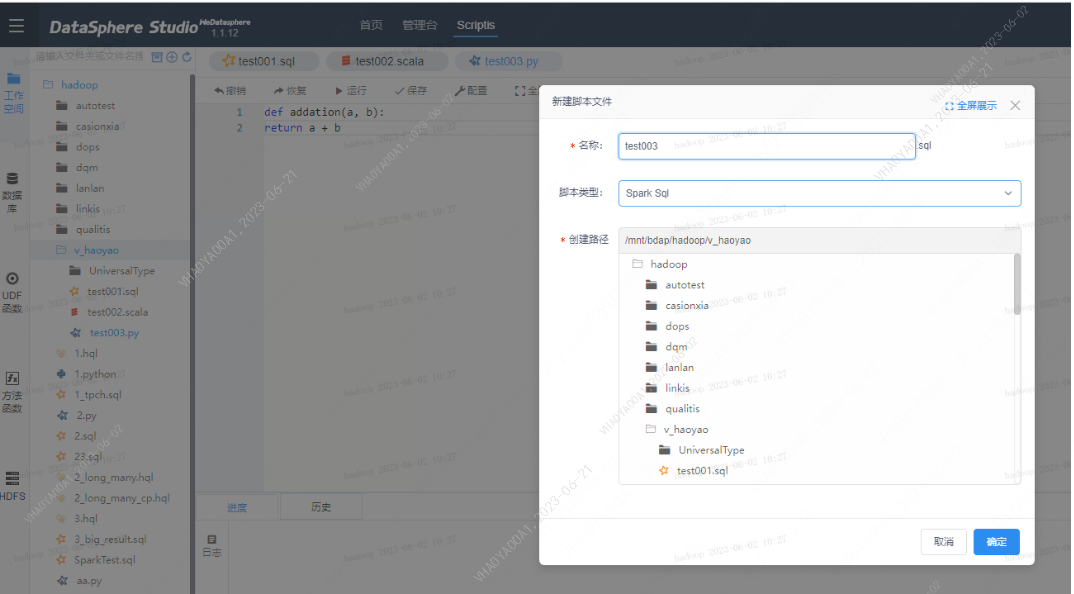 DataSphere Studio WeDatasphere 1.1.12
首页 管理台 Scriptis
请输入文件夹或文件名搜
工作空间
数据库
UDF函数
方法函数
HDFS
hadoop
autotest
casionxia
dops
dqm
lanlan
linkis
qualitis
v_haoyao
UniversalType
test001.sql
test002.scala
test003.py
1.hql
1.python
1_tpch.sql
2.py
2.sql
23.sql
2_long_many.hql
2_long_many_cp.hql
3.hql
3_big_result.sql
SparkTest.sql
aa.py
test001.sql test002.scala test003.py
撤销 恢复 运行 保存 配置 全
1 def addation(a, b):
2 return a + b
进度 历史
日志
新建脚本文件 全屏展示
* 名称: test003 .sql
脚本类型: Spark Sql
* 创建路径 /mnt/bdap/hadoop/v_haoyao
hadoop
autotest
casionxia
dops
dqm
lanlan
linkis
qualitis
v_haoyao
UniversalType
test001.sql
取消 确定
hadoop 2023-06-02 10:27
VHAOYAO0A1, 2023-06-21